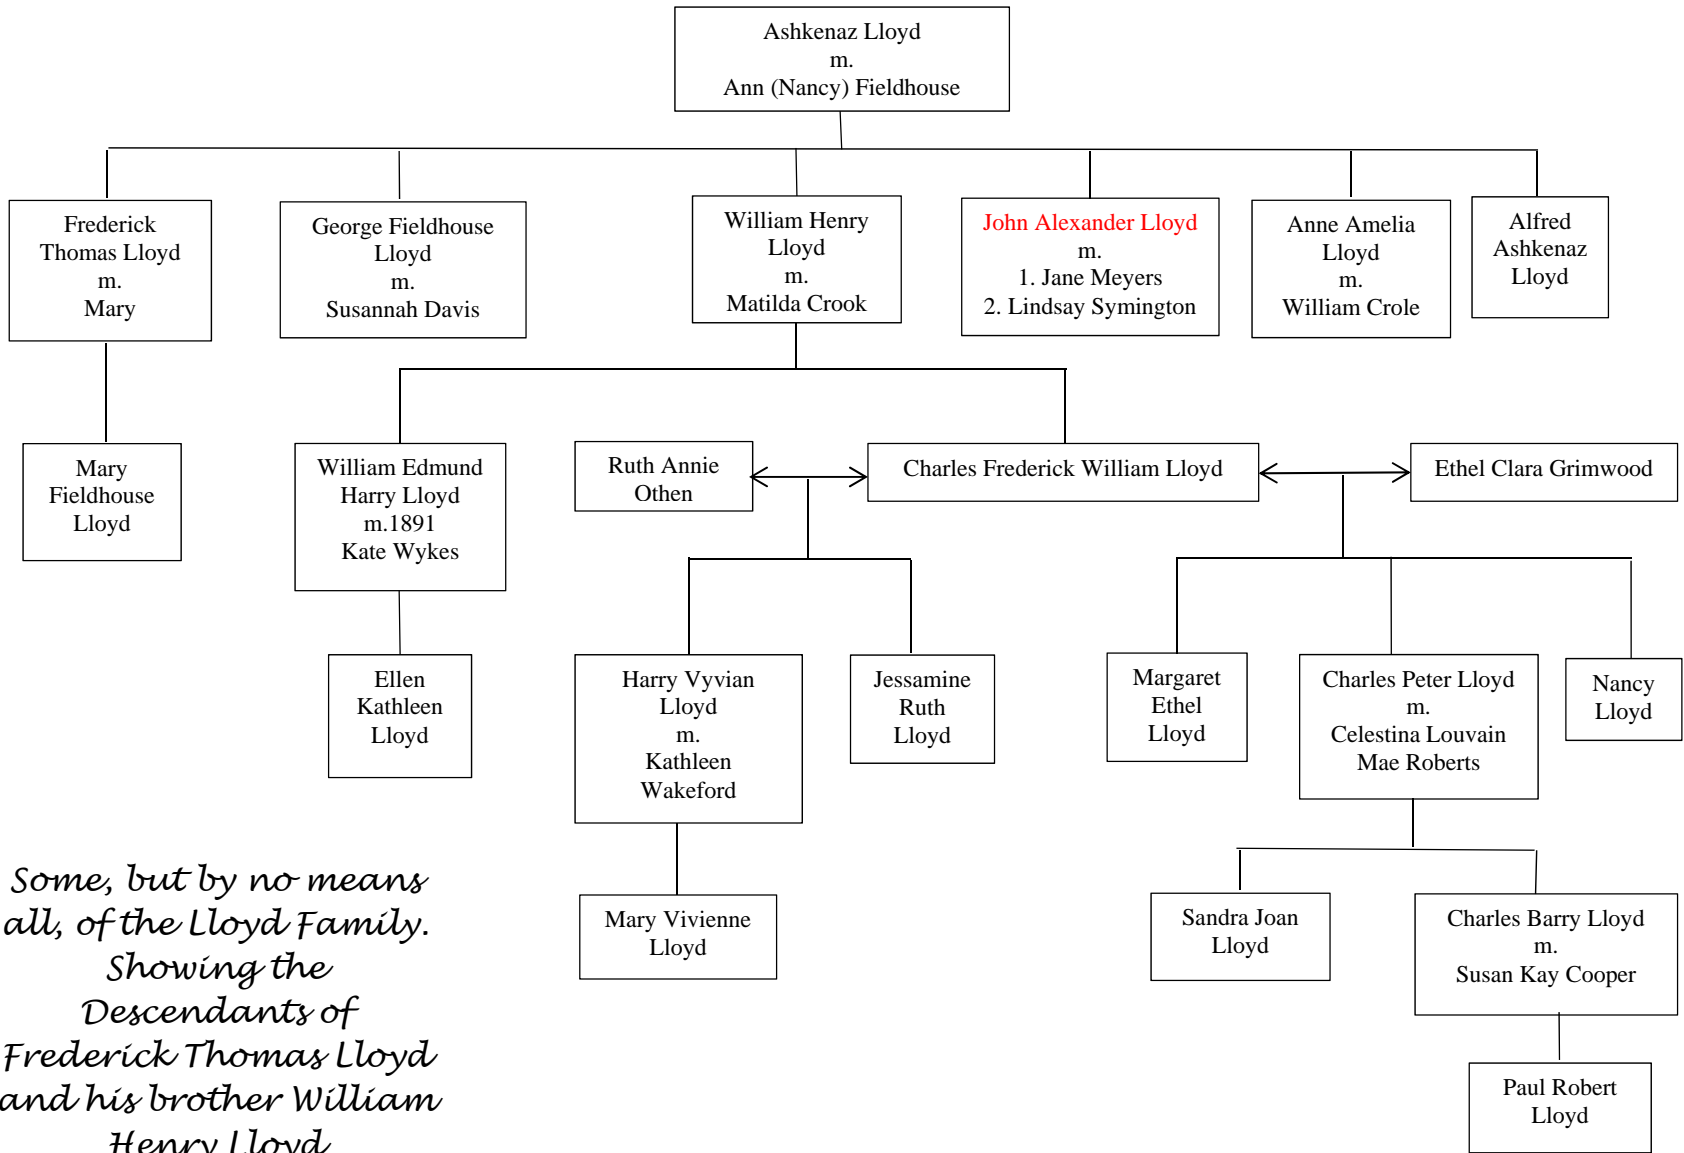 Ashkenaz Lloyd
m.
Ann (Nancy) Fieldhouse
Frederick
Thomas Lloyd
m.
Mary
George Fieldhouse
Lloyd
m.
Susannah Davis
William Henry
Lloyd
m.
Matilda Crook
John Alexander Lloyd
m.
1. Jane Meyers
2. Lindsay Symington
Anne Amelia
Lloyd
m.
William Crole
Alfred
Ashkenaz
Lloyd
Mary
Fieldhouse
Lloyd
William Edmund
Harry Lloyd
m.1891
Kate Wykes
Ruth Annie
Othen
Charles Frederick William Lloyd
Ethel Clara Grimwood
Ellen
Kathleen
Lloyd
Harry Vyvian
Lloyd
m.
Kathleen
Wakeford
Jessamine
Ruth
Lloyd
Margaret
Ethel
Lloyd
Charles Peter Lloyd
m.
Celestina Louvain
Mae Roberts
Nancy
Lloyd
Mary Vivienne
Lloyd
Sandra Joan
Lloyd
Charles Barry Lloyd
m.
Susan Kay Cooper
Paul Robert
Lloyd
Some, but by no means
all, of the Lloyd Family.
Showing the
Descendants of
Frederick Thomas Lloyd
and his brother William
Henry Lloyd